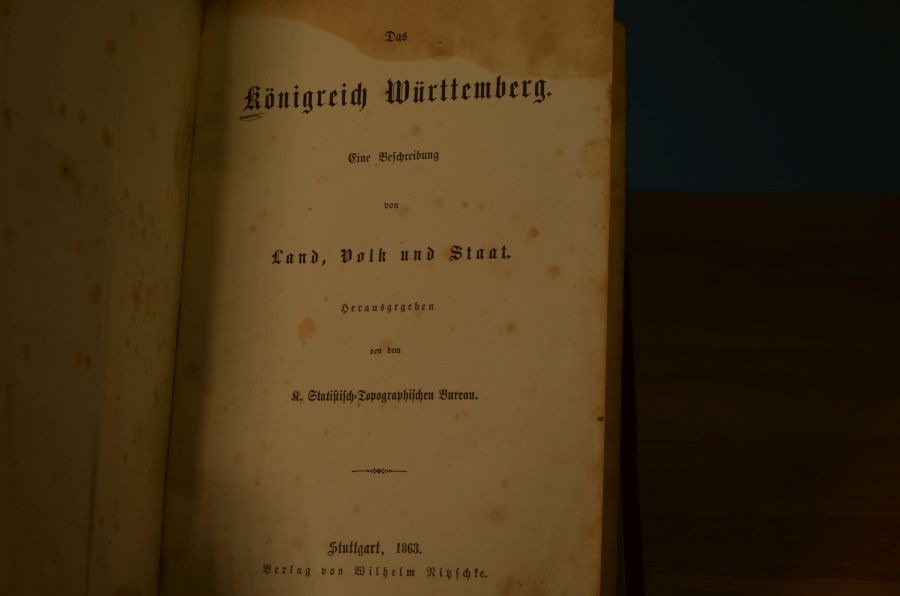 Das
Königreich Württemberg.
Eine Beschreibung
von
Land, Volk und Staat.
Herausgegeben
von dem
K. Statistisch-Topographischen Bureau.
Stuttgart, 1863.
Verlag von Wilhelm Nitzschke.